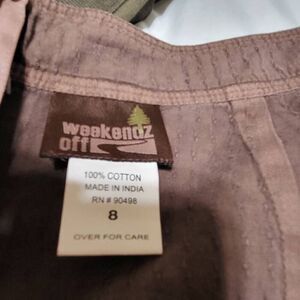 weekendz
off
100% COTTON
MADE IN INDIA
RN # 90498
8
OVER FOR CARE